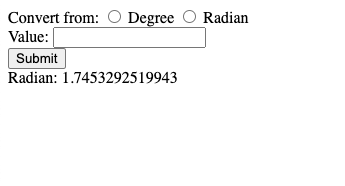 Convert from: Degree Radian
Value:
Submit
Radian: 1.7453292519943